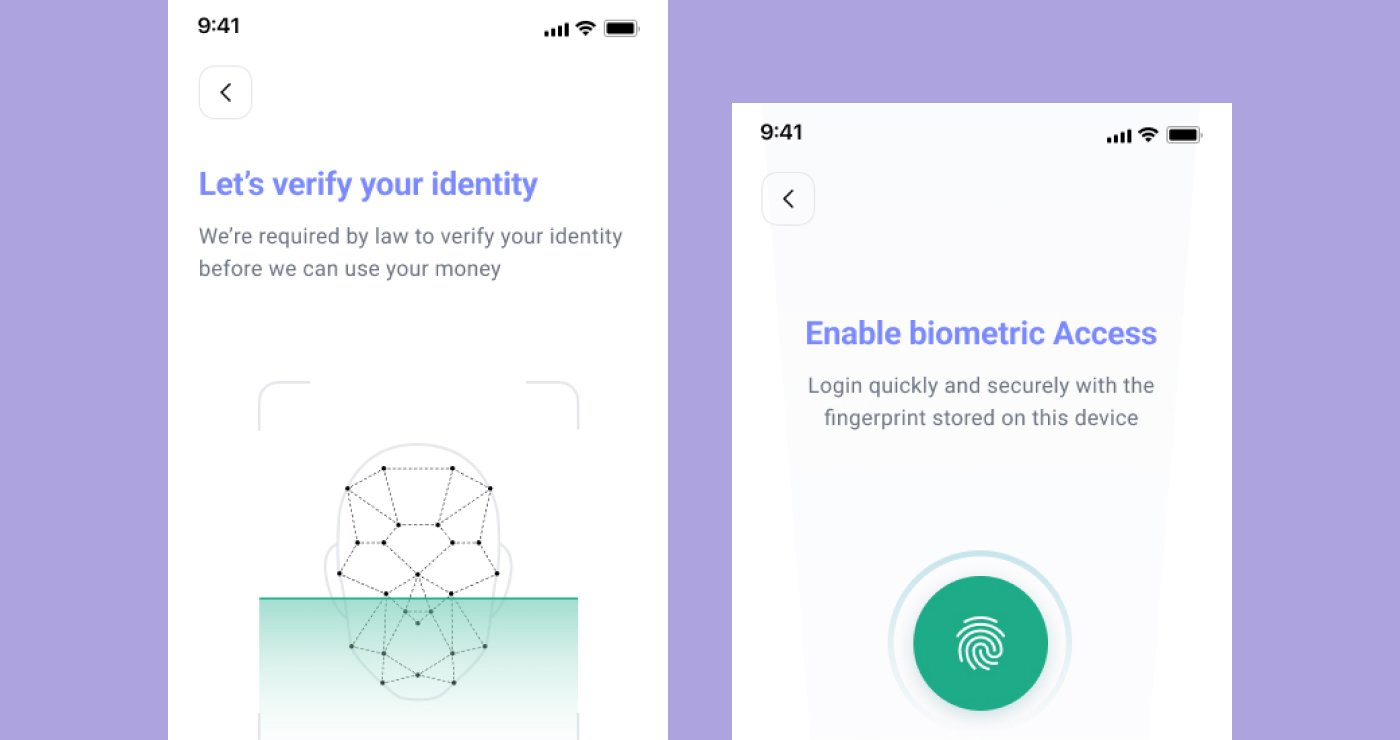 9:41
Let’s verify your identity
We’re required by law to verify your identity
before we can use your money
9:41
Enable biometric Access
Login quickly and securely with the
fingerprint stored on this device